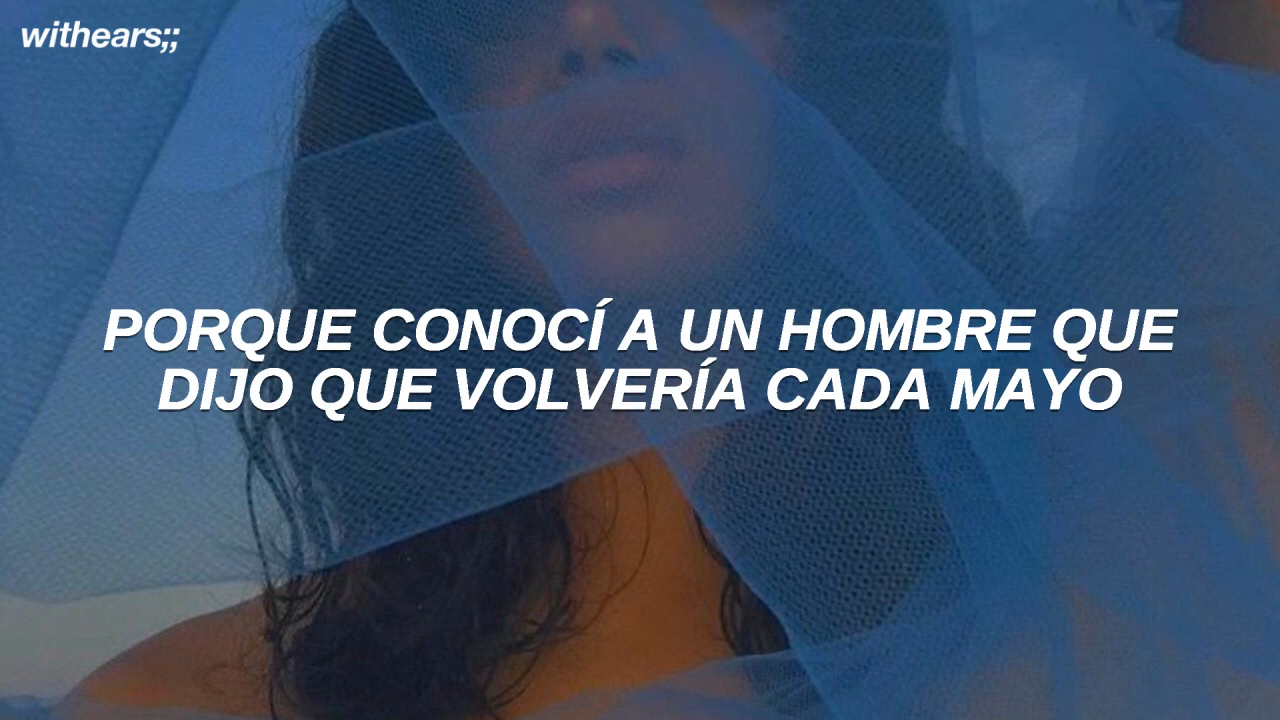 withears;;
PORQUE CONOCÍ A UN HOMBRE QUE
DIJO QUE VOLVERÍA CADA MAYO